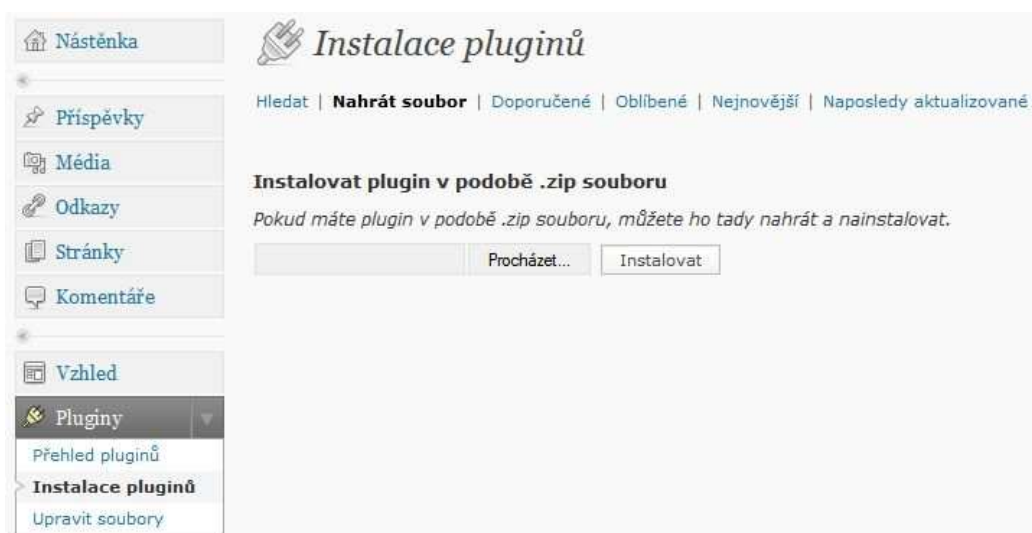 Nástěnka
Příspěvky
Média
Odkazy
Stránky
Komentáře
Vzhled
Pluginy
Přehled pluginů
Instalace pluginů
Upravit soubory
Instalace pluginů
Hledat | Nahrát soubor | Doporučené | Oblíbené | Nejnovější | Naposledy aktualizované
Instalovat plugin v podobě .zip souboru
Pokud máte plugin v podobě .zip souboru, můžete ho tady nahrát a nainstalovat.
Procházet... Instalovat